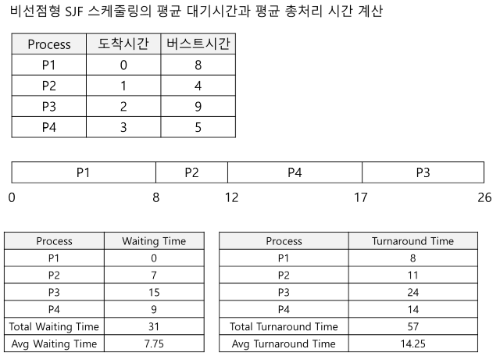 비선점형 SJF 스케줄링의 평균 대기시간과 평균 총처리 시간 계산
Process 도착시간 버스트시간
P1 0 8
P2 1 4
P3 2 9
P4 3 5
P1 P2 P4 P3
0 8 12 17 26
Process Waiting Time
P1 0
P2 7
P3 15
P4 9
Total Waiting Time 31
Avg Waiting Time 7.75
Process Turnaround Time
P1 8
P2 11
P3 24
P4 14
Total Turnaround Time 57
Avg Turnaround Time 14.25